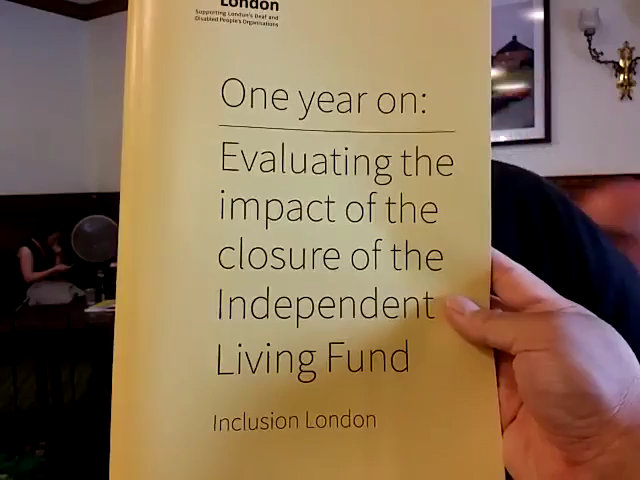 London
Supporting London's Deaf and
Disabled People's Organisations
One year on:
Evaluating the
impact of the
closure of the
Independent
Living Fund
Inclusion London